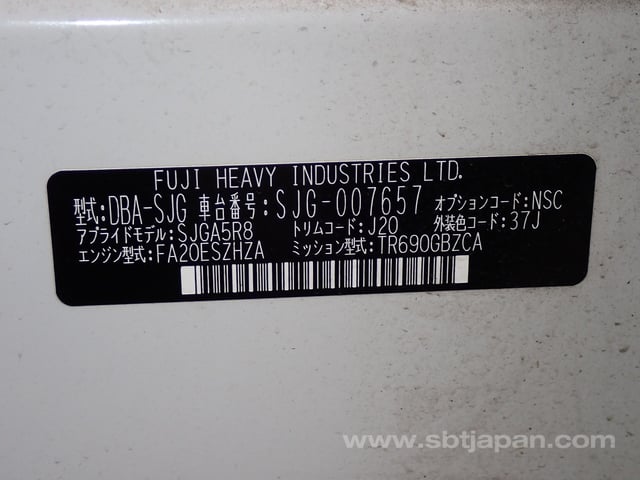 FUJI HEAVY INDUSTRIES LTD.
型式:DBA-SJG 車台番号:SJG-007657 オプションコード:NSC
アプライドモデル:SJGA5R8 トリムコード:J20 外装色コード:37J
エンジン型式:FA20ESZHZA ミッション型式:TR690GBZCA
www.sbtjapan.com